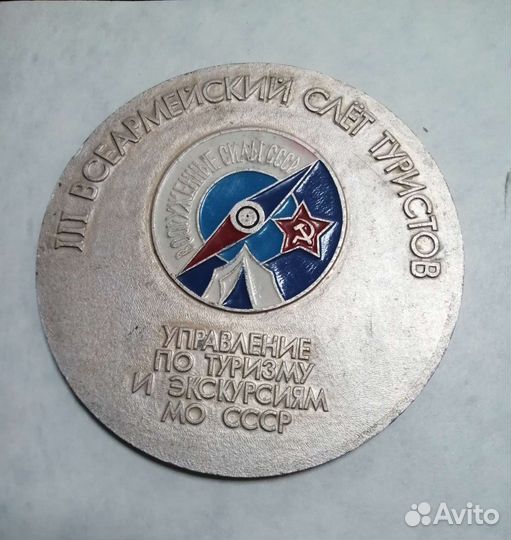 III ВСЕАРМЕЙСКИЙ СЛЁТ ТУРИСТОВ
ВООРУЖЕННЫЕ СИЛЫ СССР
УПРАВЛЕНИЕ
ПО ТУРИЗМУ
И ЭКСКУРСИЯМ
МО СССР
Avito